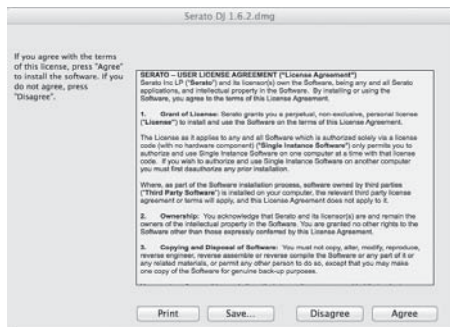 Serato DJ 1.6.2.dmg
If you agree with the terms
of this license, press "Agree"
to install the software. If you
do not agree, press
"Disagree".
SERATO – USER LICENSE AGREEMENT ("License Agreement")
Serato Inc LP ("Serato") and its licensor(s) own the Software, being any and all Serato
applications, and intellectual property in the Software. By installing or using the
Software, you agree to the terms of this License Agreement.
1. Grant of License: Serato grants you a perpetual, non-exclusive, personal license
("License") to install and use the Software on the terms of this License Agreement.
The License as it applies to any and all Software which is authorized solely via a license
code (with no hardware component) ("Single Instance Software") only permits you to
authorize and use Single Instance Software on one computer at a time with that license
code. If you wish to authorize and use Single Instance Software on another computer
you must first deauthorize any prior installation.
Where, as part of the Software installation process, software owned by third parties
("Third Party Software") is installed on your computer, the relevant third party license
agreement or terms will apply, and this License Agreement does not apply to it.
2. Ownership: You acknowledge that Serato and its licensor(s) are and remain the
owners of the intellectual property in the Software. You are granted no other rights to the
Software other than those expressly conferred by this License Agreement.
3. Copying and Disposal of Software: You must not copy, alter, modify, reproduce,
reverse engineer, reverse assemble or reverse compile the Software or any part of it or
any related materials, or permit any other person to do so, except that you may make
one copy of the Software for genuine back-up purposes.
Print
Save...
Disagree
Agree